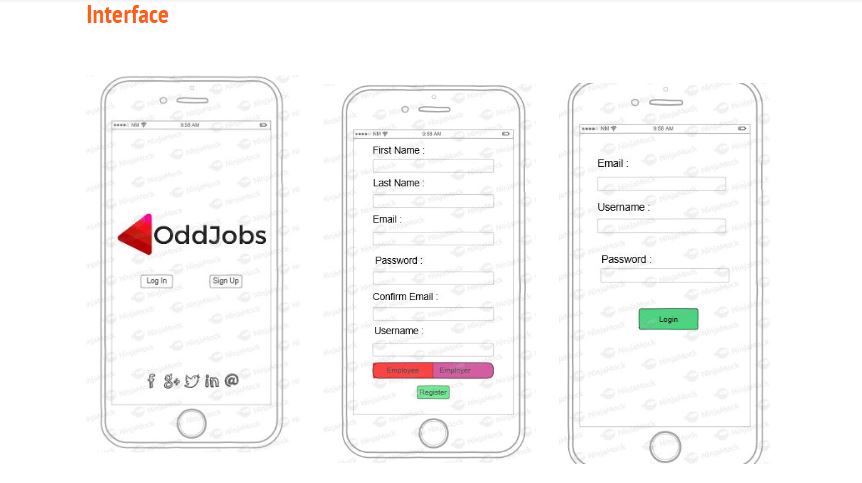 Interface
NM 9:58 AM
OddJobs
Log In Sign Up
f g+ in @
NM 9:58 AM
First Name :
Last Name :
Email :
Password :
Confirm Email :
Username :
Employee Employer
Register
NM 9:58 AM
Email :
Username :
Password :
Login
NinjaMock